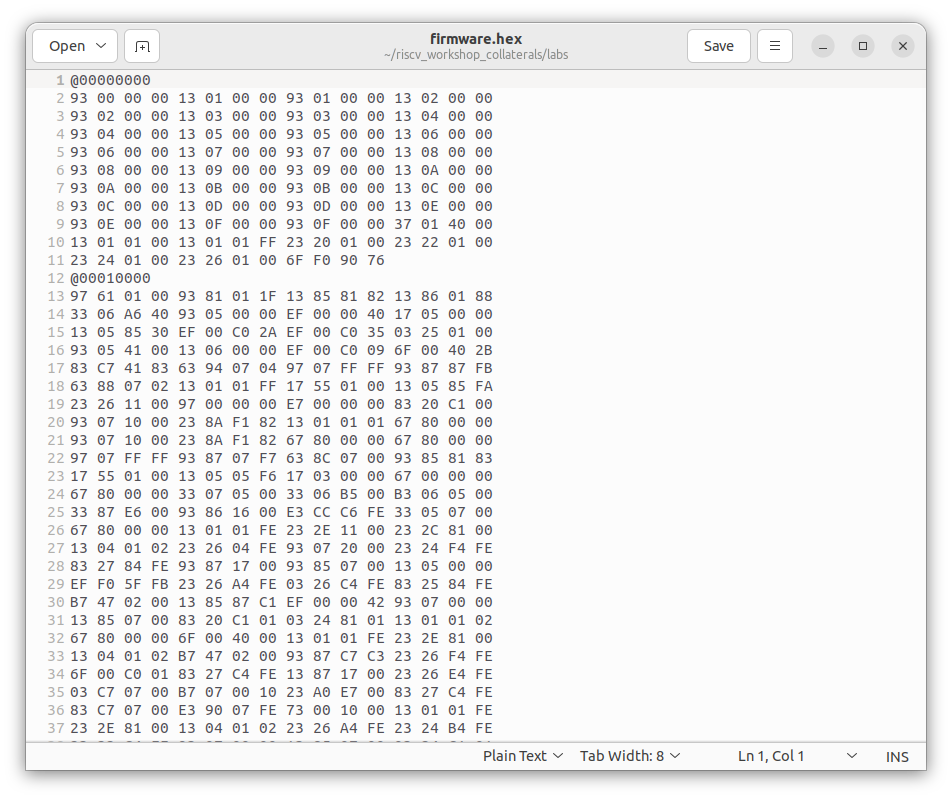 Open
firmware.hex
~/riscv_workshop_collaterals/labs
Save
1 @00000000
2 93 00 00 00 13 01 00 00 93 01 00 00 13 02 00 00
3 93 02 00 00 13 03 00 00 93 03 00 00 13 04 00 00
4 93 04 00 00 13 05 00 00 93 05 00 00 13 06 00 00
5 93 06 00 00 13 07 00 00 93 07 00 00 13 08 00 00
6 93 08 00 00 13 09 00 00 93 09 00 00 13 0A 00 00
7 93 0A 00 00 13 0B 00 00 93 0B 00 00 13 0C 00 00
8 93 0C 00 00 13 0D 00 00 93 0D 00 00 13 0E 00 00
9 93 0E 00 00 13 0F 00 00 93 0F 00 00 37 01 40 00
10 13 01 01 00 13 01 01 FF 23 20 01 00 23 22 01 00
11 23 24 01 00 23 26 01 00 6F F0 90 76
12 @00010000
13 97 61 01 00 93 81 01 1F 13 85 81 82 13 86 01 88
14 33 06 A6 40 93 05 00 00 EF 00 00 40 17 05 00 00
15 13 05 85 30 EF 00 C0 2A EF 00 C0 35 03 25 01 00
16 93 05 41 00 13 06 00 00 EF 00 C0 09 6F 00 40 2B
17 83 C7 41 83 63 94 07 04 97 07 FF FF 93 87 87 FB
18 63 88 07 02 13 01 01 FF 17 55 01 00 13 05 85 FA
19 23 26 11 00 97 00 00 00 E7 00 00 00 83 20 C1 00
20 93 07 10 00 23 8A F1 82 13 01 01 01 67 80 00 00
21 93 07 10 00 23 8A F1 82 67 80 00 00 67 80 00 00
22 97 07 FF FF 93 87 07 F7 63 8C 07 00 93 85 81 83
23 17 55 01 00 13 05 05 F6 17 03 00 00 67 00 00 00
24 67 80 00 00 33 07 05 00 33 06 B5 00 B3 06 05 00
25 33 87 E6 00 93 86 16 00 E3 CC C6 FE 33 05 07 00
26 67 80 00 00 13 01 01 FE 23 2E 11 00 23 2C 81 00
27 13 04 01 02 23 26 04 FE 93 07 20 00 23 24 F4 FE
28 83 27 84 FE 93 87 17 00 93 85 07 00 13 05 00 00
29 EF F0 5F FB 23 26 A4 FE 03 26 C4 FE 83 25 84 FE
30 B7 47 02 00 13 85 87 C1 EF 00 00 42 93 07 00 00
31 13 85 07 00 83 20 C1 01 03 24 81 01 13 01 01 02
32 67 80 00 00 6F 00 40 00 13 01 01 FE 23 2E 81 00
33 13 04 01 02 B7 47 02 00 93 87 C7 C3 23 26 F4 FE
34 6F 00 C0 01 83 27 C4 FE 13 87 17 00 23 26 E4 FE
35 03 C7 07 00 B7 07 00 10 23 A0 E7 00 83 27 C4 FE
36 83 C7 07 00 E3 90 07 FE 73 00 10 00 13 01 01 FE
37 23 2E 81 00 13 04 01 02 23 26 A4 FE 23 24 B4 FE
Plain Text Tab Width: 8 Ln 1, Col 1 INS